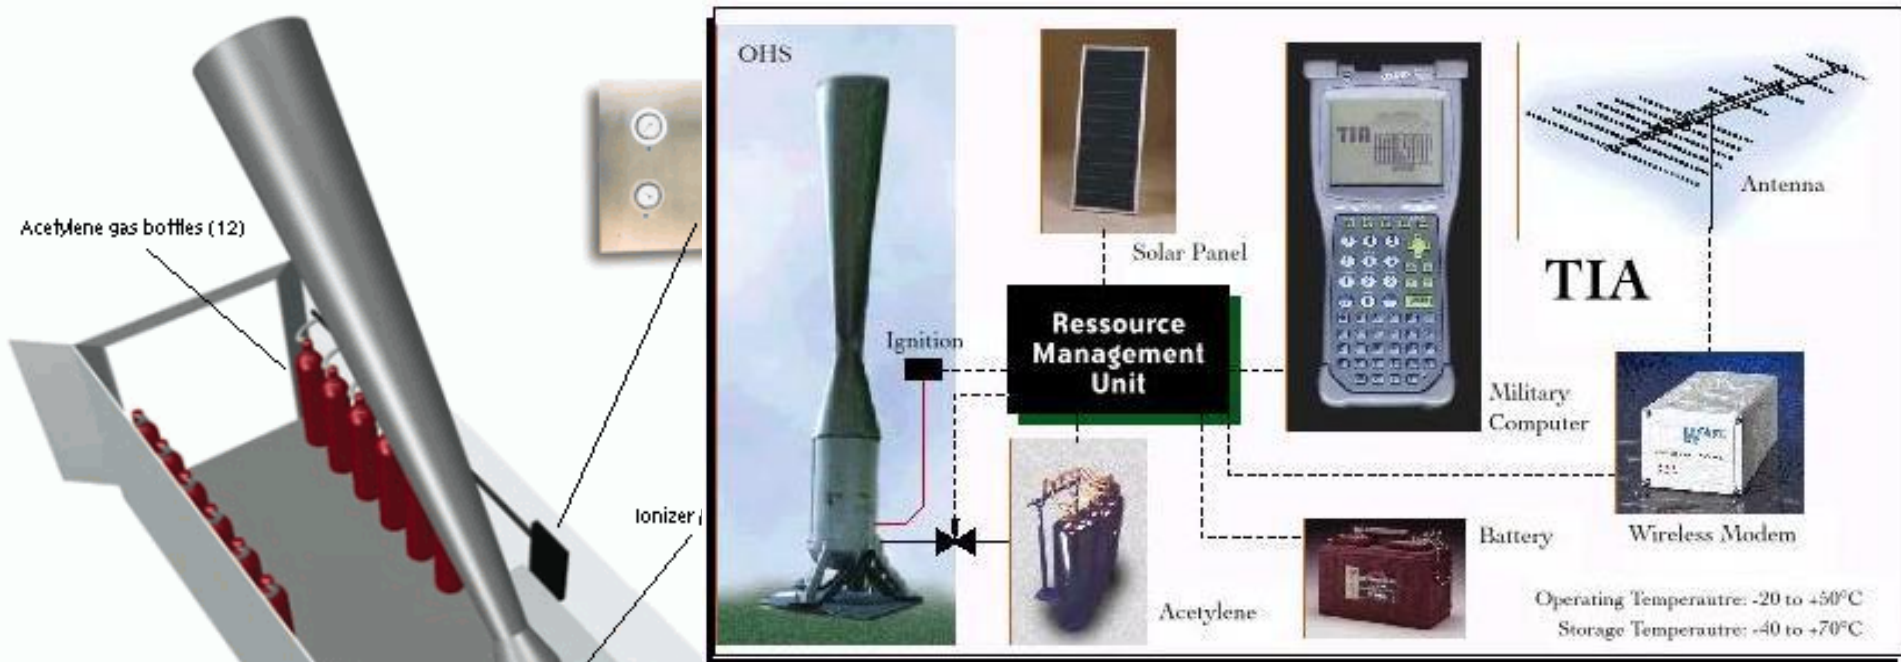 Acetylene gas bottles (12)
Ionizer
OHS
Solar Panel
Antenna
TIA
TIA
Ignition
Ressource
Management
Unit
Military
Computer
Battery
Wireless Modem
Acetylene
Operating Temperautre: -20 to +50°C
Storage Temperautre: -40 to +70°C